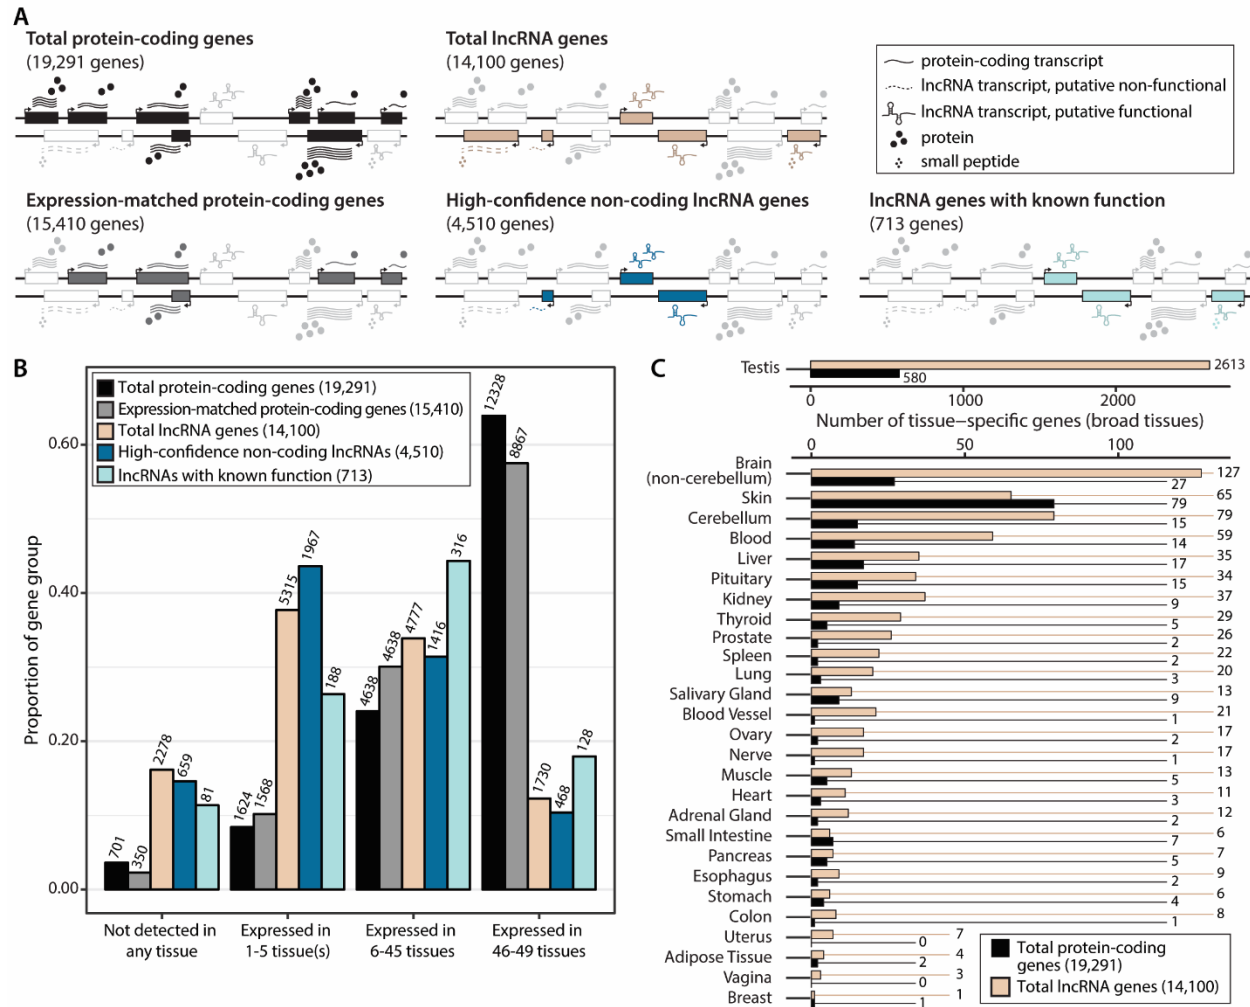 A
Total protein-coding genes
(19,291 genes)
Total lncRNA genes
(14,100 genes)
protein-coding transcript
lncRNA transcript, putative non-functional
lncRNA transcript, putative functional
protein
small peptide
Expression-matched protein-coding genes
(15,410 genes)
High-confidence non-coding lncRNA genes
(4,510 genes)
lncRNA genes with known function
(713 genes)
B
Total protein-coding genes (19,291)
Expression-matched protein-coding genes (15,410)
Total lncRNA genes (14,100)
High-confidence non-coding lncRNAs (4,510)
lncRNAs with known function (713)
Proportion of gene group
0.60
0.40
0.20
0.00
701
350
2278
659
81
1624
1568
5315
1967
188
4638
4638
4777
1416
316
12328
8867
1730
468
128
Not detected in
any tissue
Expressed in
1-5 tissue(s)
Expressed in
6-45 tissues
Expressed in
46-49 tissues
C
Testis
2613
580
0 1000 2000
Number of tissue–specific genes (broad tissues)
0 50 100
Brain
(non-cerebellum)
127
27
Skin
65
79
Cerebellum
79
15
Blood
59
14
Liver
35
17
Pituitary
34
15
Kidney
37
9
Thyroid
29
5
Prostate
26
2
Spleen
22
2
Lung
20
3
Salivary Gland
13
9
Blood Vessel
21
1
Ovary
17
2
Nerve
17
1
Muscle
13
5
Heart
11
3
Adrenal Gland
12
2
Small Intestine
6
7
Pancreas
7
5
Esophagus
9
2
Stomach
6
4
Colon
8
1
Uterus
7
0
Adipose Tissue
4
2
Vagina
3
0
Breast
1
1
Total protein-coding
genes (19,291)
Total lncRNA genes (14,100)